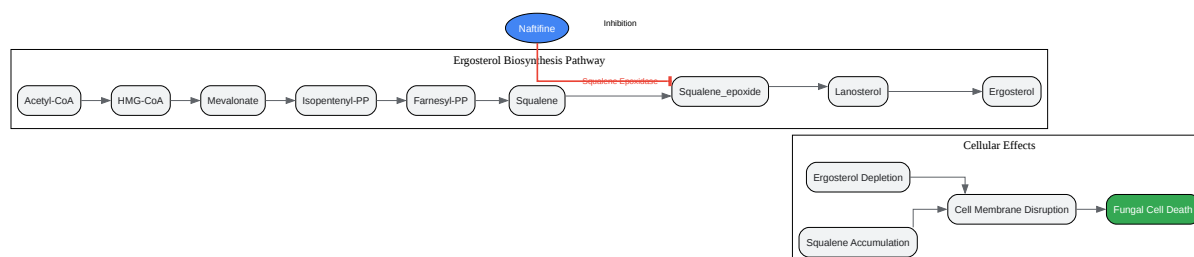 Naftifine
Inhibition
Ergosterol Biosynthesis Pathway
Squalene Epoxidase
Acetyl-CoA
HMG-CoA
Mevalonate
Isopentenyl-PP
Farnesyl-PP
Squalene
Squalene_epoxide
Lanosterol
Ergosterol
Cellular Effects
Ergosterol Depletion
Cell Membrane Disruption
Fungal Cell Death
Squalene Accumulation